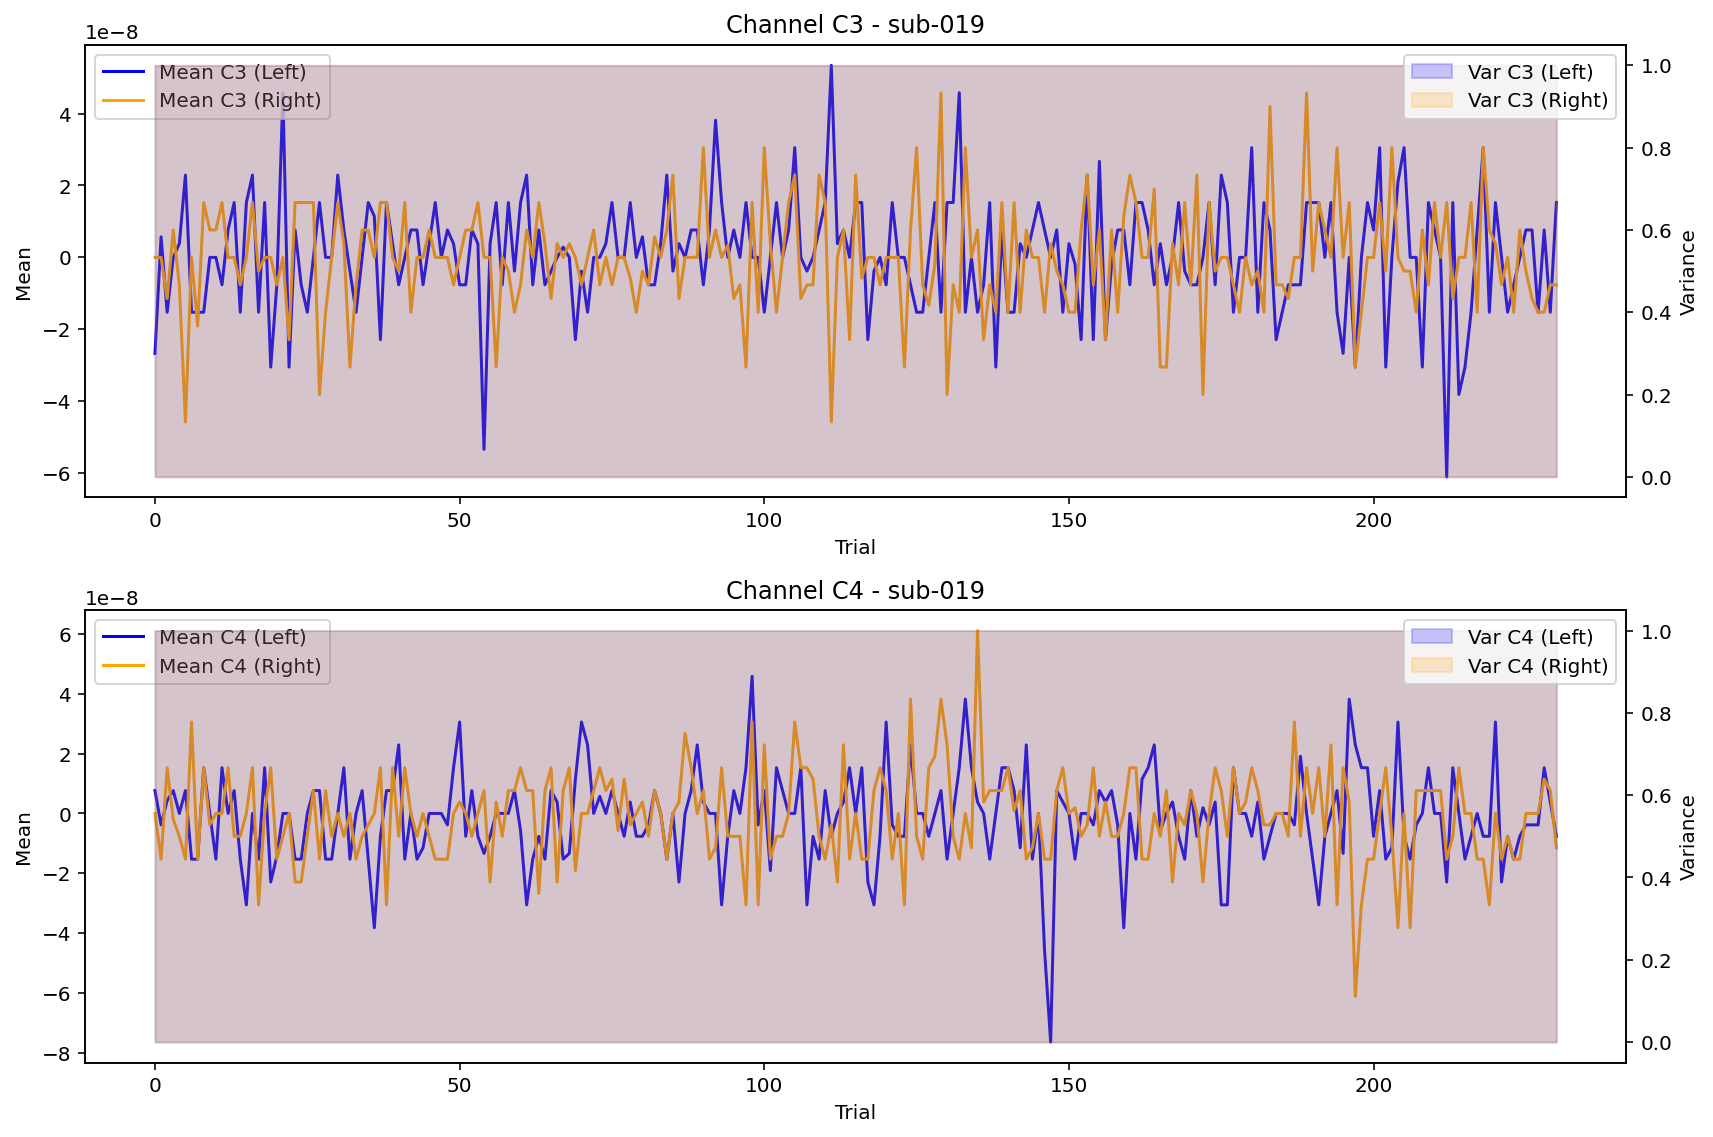 Channel C3 - sub-019
1e−8
Mean C3 (Left)
Mean C3 (Right)
Var C3 (Left)
Var C3 (Right)
4
2
0
−2
−4
−6
Mean
1.0
0.8
0.6
0.4
0.2
0.0
Variance
0
50
100
150
200
Trial
Channel C4 - sub-019
1e−8
Mean C4 (Left)
Mean C4 (Right)
Var C4 (Left)
Var C4 (Right)
6
4
2
0
−2
−4
−6
−8
Mean
1.0
0.8
0.6
0.4
0.2
0.0
Variance
0
50
100
150
200
Trial